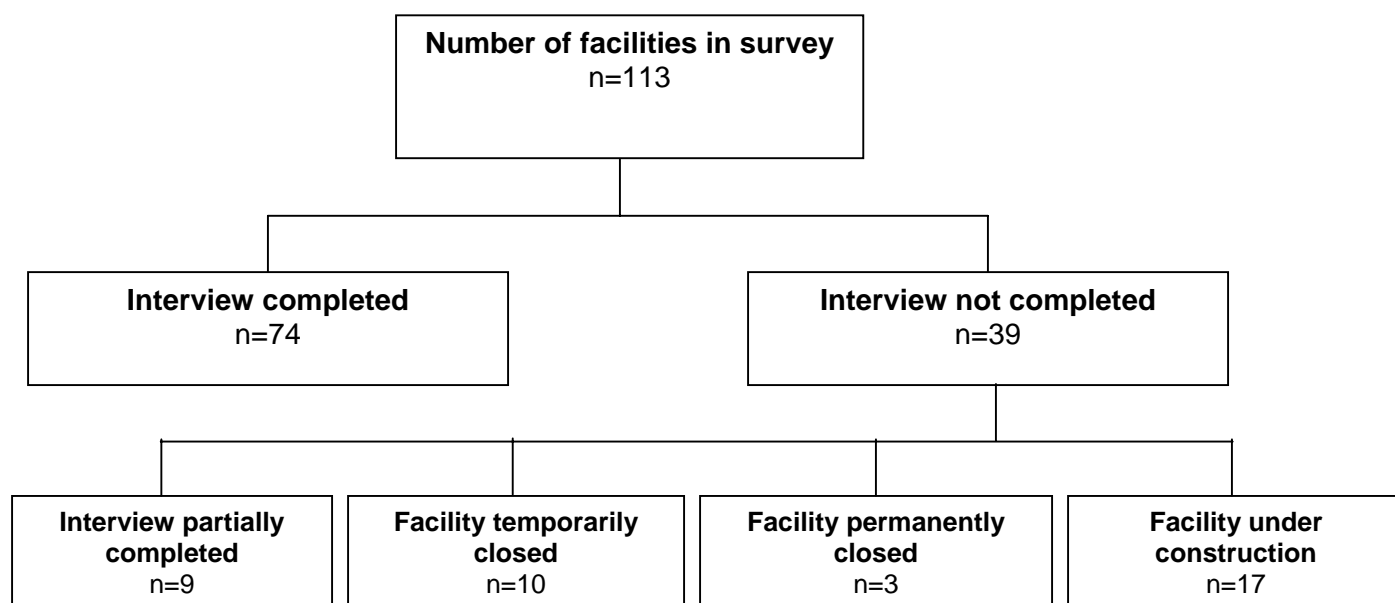 Number of facilities in survey
n=113
Interview completed
n=74
Interview not completed
n=39
Interview partially
completed
n=9
Facility temporarily
closed
n=10
Facility permanently
closed
n=3
Facility under
construction
n=17